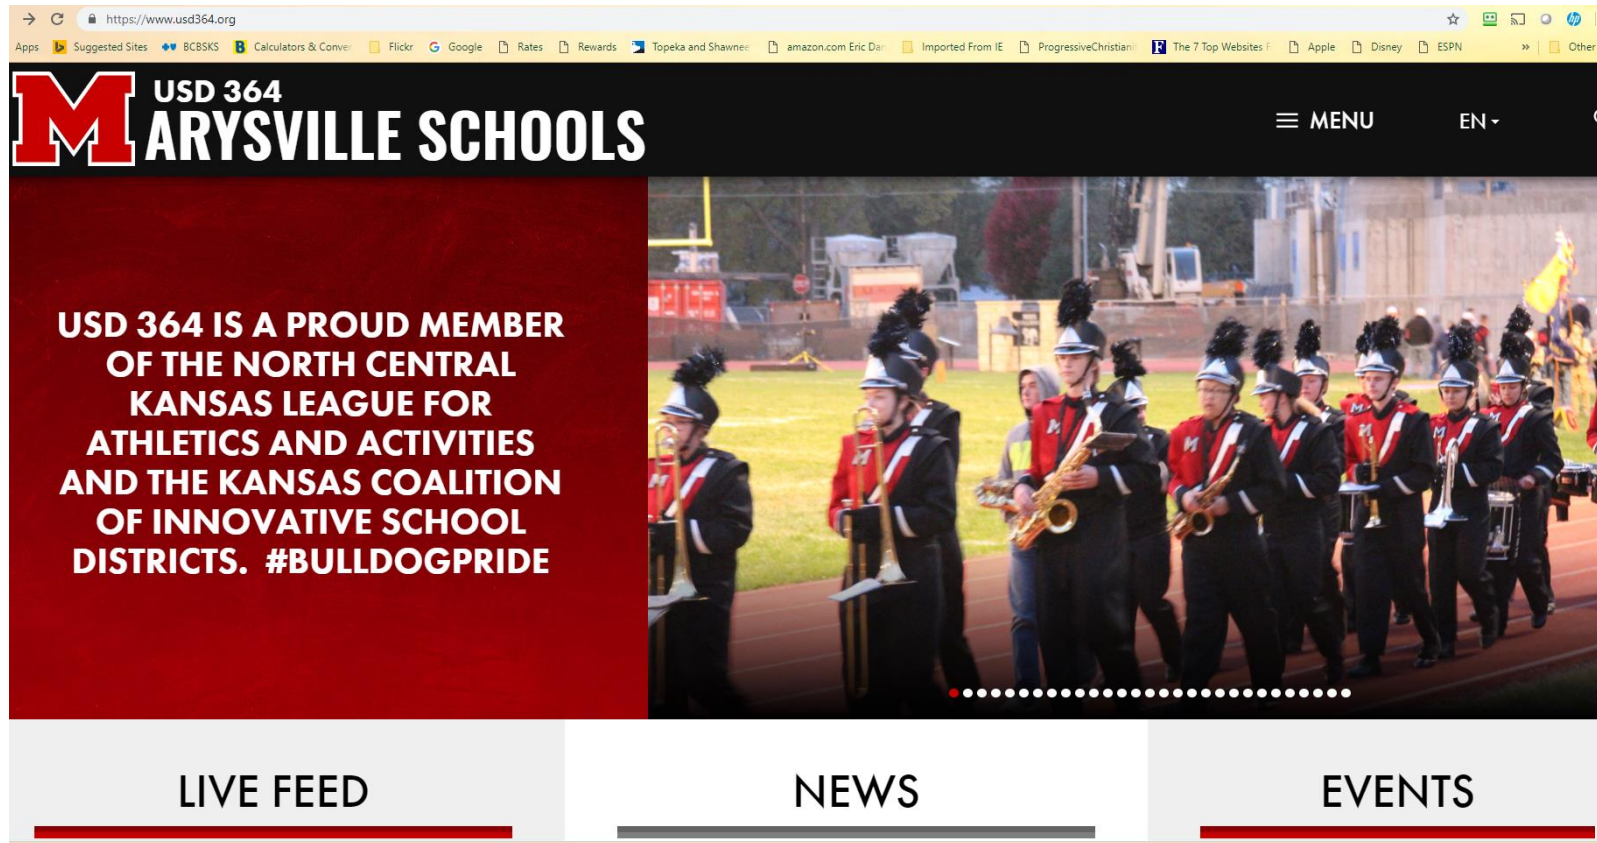 https://www.usd364.org
Apps Suggested Sites BCBSKS Calculators & Conve Flickr Google Rates Rewards Topeka and Shawnee amazon.com Eric Dar Imported From IE ProgressiveChristiani The 7 Top Websites F Apple Disney ESPN » Other
USD 364
MARYSVILLE SCHOOLS
MENU
EN
USD 364 IS A PROUD MEMBER
OF THE NORTH CENTRAL
KANSAS LEAGUE FOR
ATHLETICS AND ACTIVITIES
AND THE KANSAS COALITION
OF INNOVATIVE SCHOOL
DISTRICTS. #BULLDOGPRIDE
LIVE FEED
NEWS
EVENTS